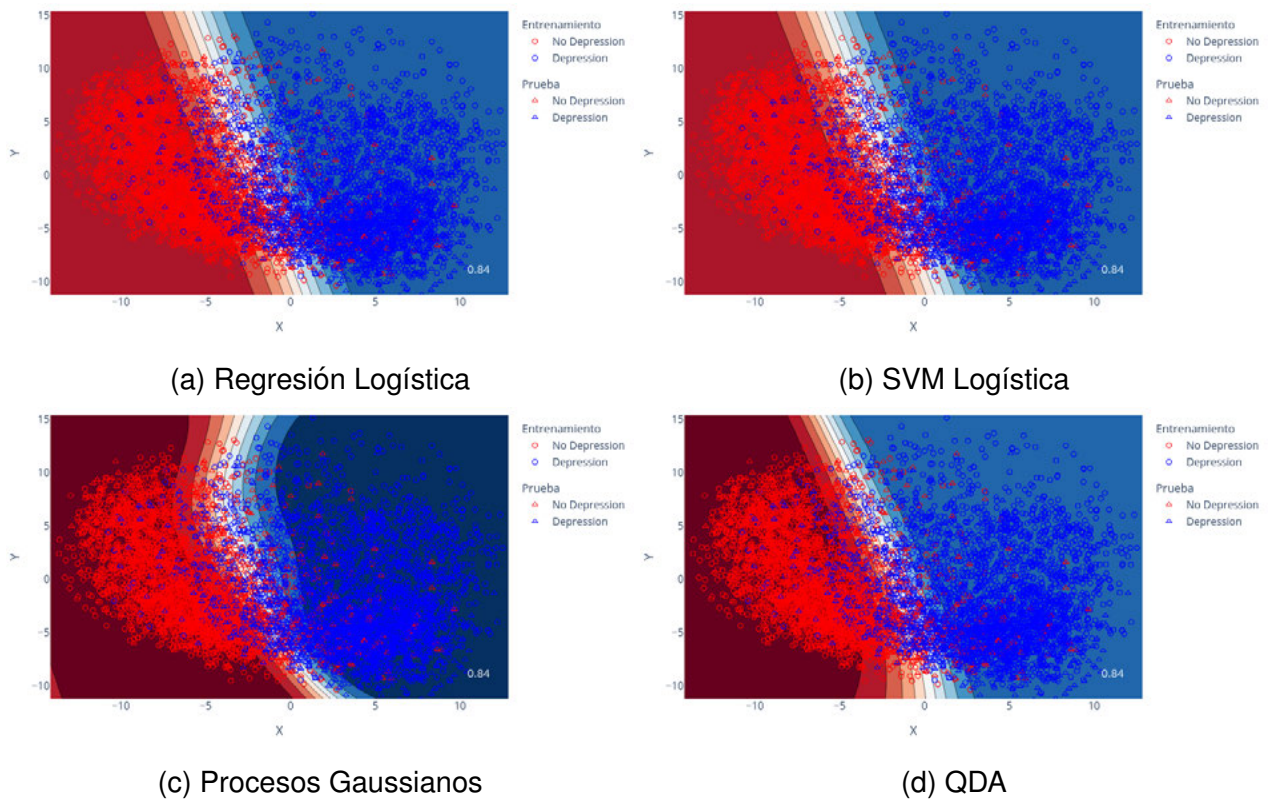 15
10
5
0
−5
−10
Y
−10
−5
0
5
10
X
0.84
Entrenamiento
No Depression
Depression
Prueba
No Depression
Depression
(a) Regresión Logística
15
10
5
0
−5
−10
Y
−10
−5
0
5
10
X
0.84
Entrenamiento
No Depression
Depression
Prueba
No Depression
Depression
(b) SVM Logística
15
10
5
0
−5
−10
Y
−10
−5
0
5
10
X
0.84
Entrenamiento
No Depression
Depression
Prueba
No Depression
Depression
(c) Procesos Gaussianos
15
10
5
0
−5
−10
Y
−10
−5
0
5
10
X
0.84
Entrenamiento
No Depression
Depression
Prueba
No Depression
Depression
(d) QDA